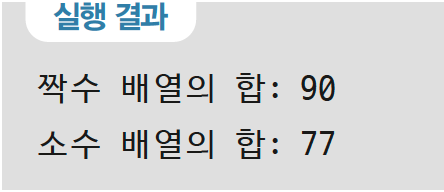 실행 결과
짝수 배열의 합: 90
소수 배열의 합: 77